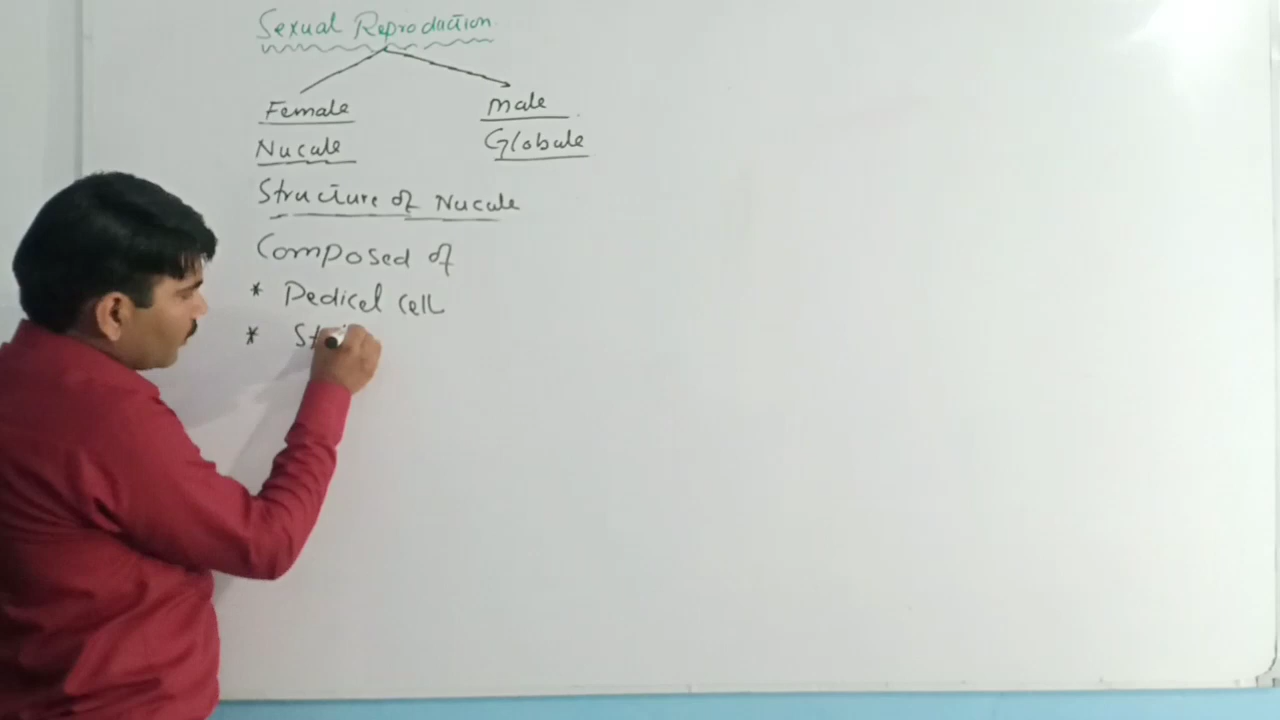 Sexual Reproduction
Female Male
Nucule Globule
Structure of Nucule
Composed of
* Pedicel cell
* St